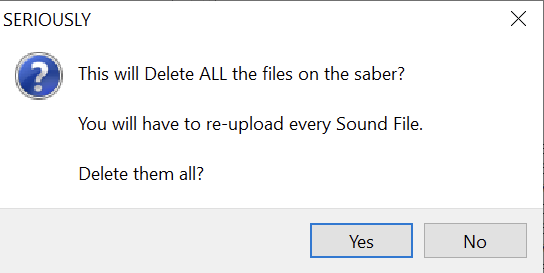 SERIOUSLY
This will Delete ALL the files on the saber?
You will have to re-upload every Sound File.
Delete them all?
Yes
No